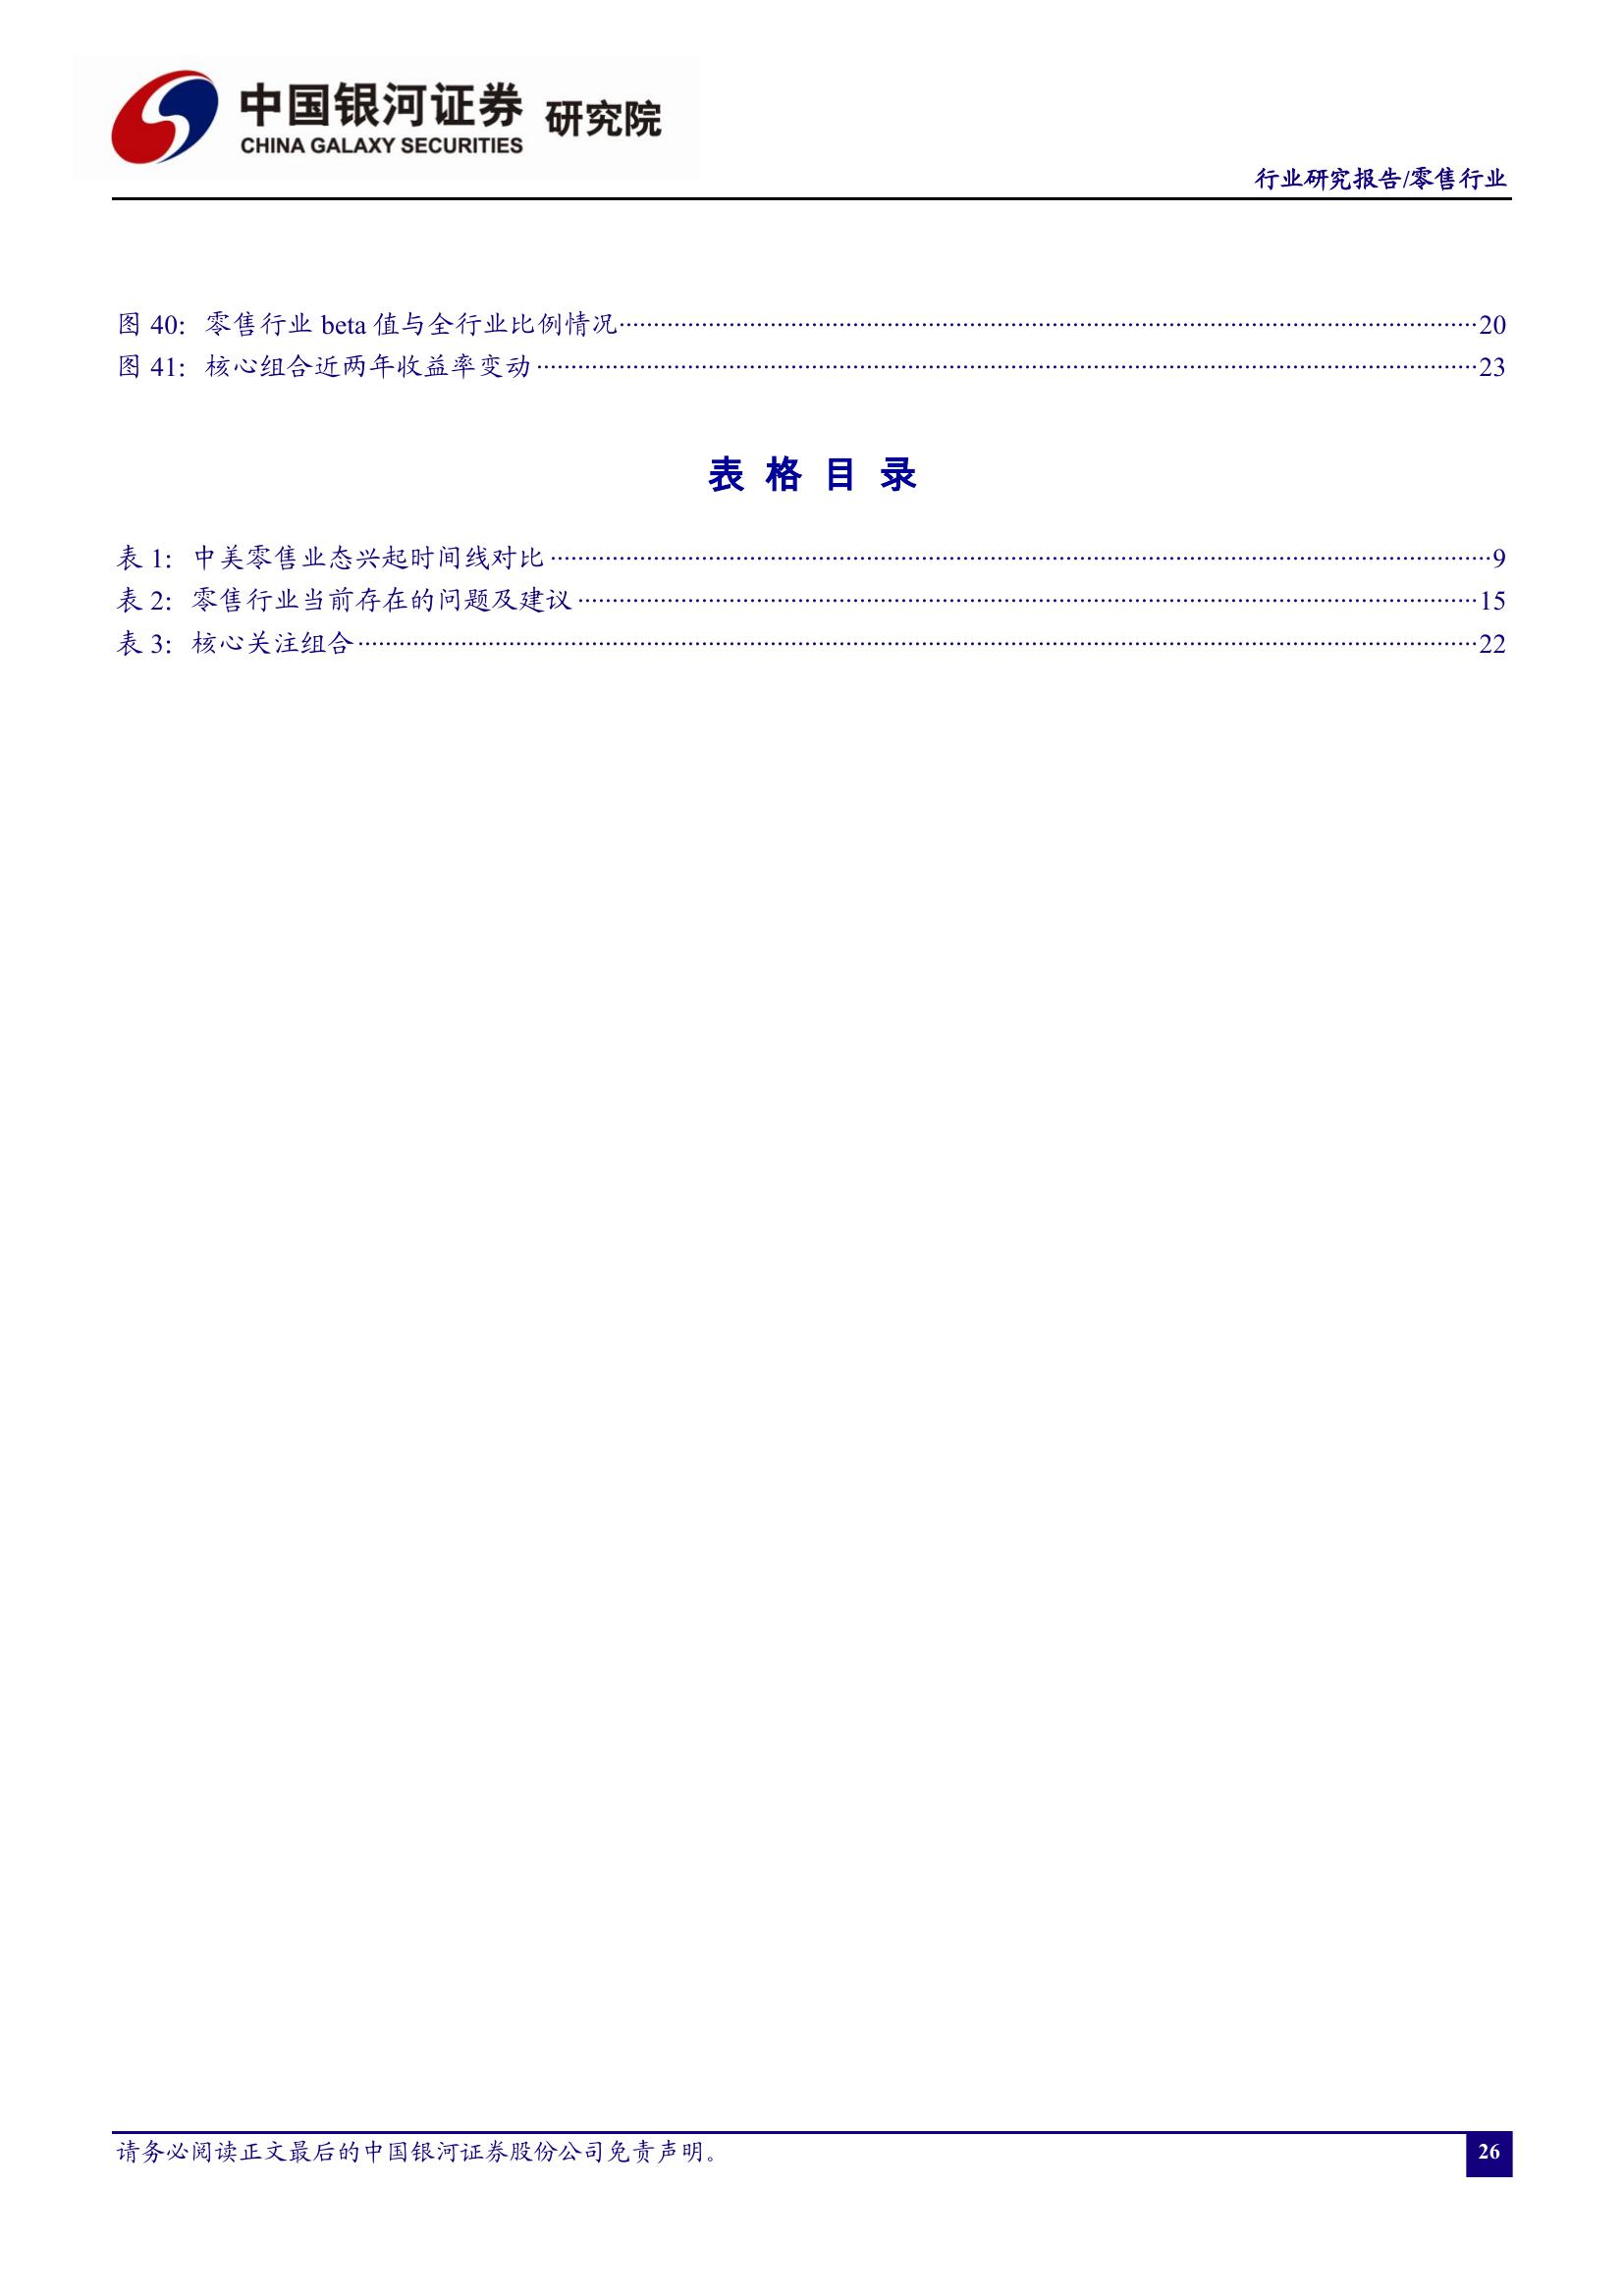 中国银河证券 研究院
CHINA GALAXY SECURITIES
行业研究报告/零售行业
图 40：零售行业 beta 值与全行业比例情况 20
图 41：核心组合近两年收益率变动 23
表 格 目 录
表 1：中美零售业态兴起时间线对比 9
表 2：零售行业当前存在的问题及建议 15
表 3：核心关注组合 22
请务必阅读正文最后的中国银河证券股份公司免责声明。
26